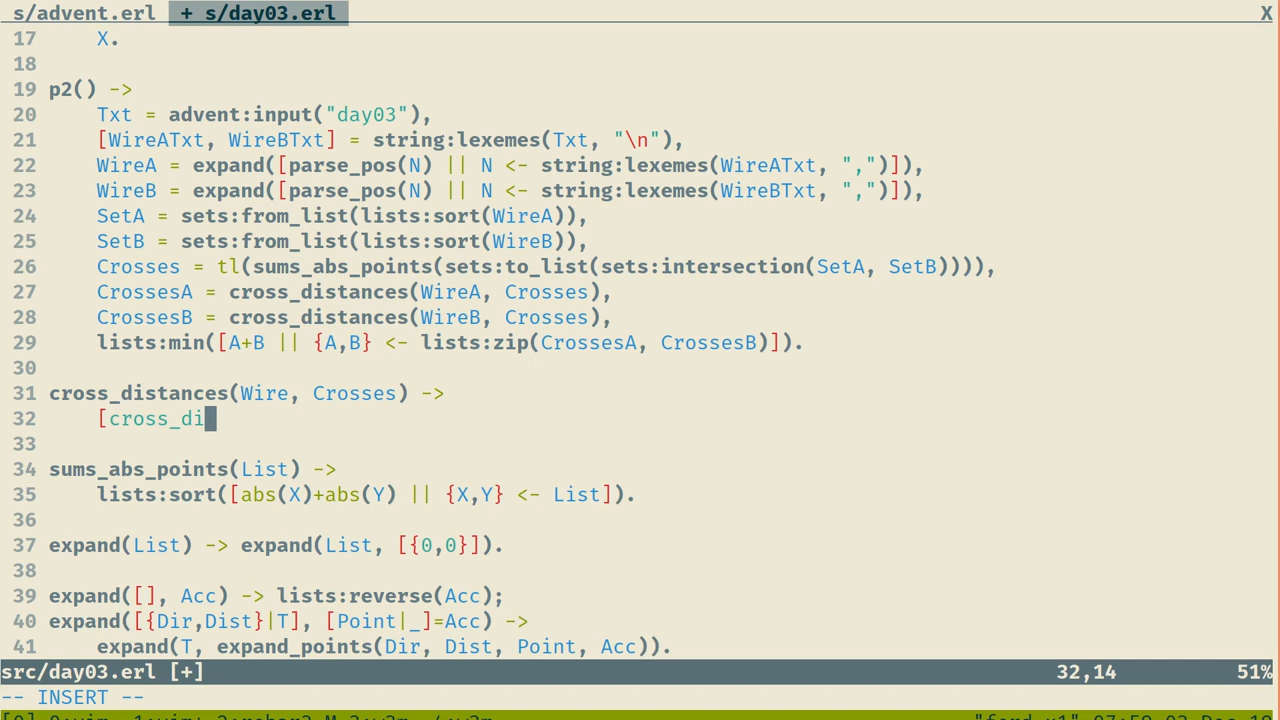 s/advent.erl + s/day03.erl X
17 X.
18
19 p2() ->
20 Txt = advent:input("day03"),
21 [WireATxt, WireBTxt] = string:lexemes(Txt, "\n"),
22 WireA = expand([parse_pos(N) || N <- string:lexemes(WireATxt, ",")]),
23 WireB = expand([parse_pos(N) || N <- string:lexemes(WireBTxt, ",")]),
24 SetA = sets:from_list(lists:sort(WireA)),
25 SetB = sets:from_list(lists:sort(WireB)),
26 Crosses = tl(sums_abs_points(sets:to_list(sets:intersection(SetA, SetB)))),
27 CrossesA = cross_distances(WireA, Crosses),
28 CrossesB = cross_distances(WireB, Crosses),
29 lists:min([A+B || {A,B} <- lists:zip(CrossesA, CrossesB)]).
30
31 cross_distances(Wire, Crosses) ->
32 [cross_di
33
34 sums_abs_points(List) ->
35 lists:sort([abs(X)+abs(Y) || {X,Y} <- List]).
36
37 expand(List) -> expand(List, [{0,0}]).
38
39 expand([], Acc) -> lists:reverse(Acc);
40 expand([{Dir,Dist}|T], [Point|_]=Acc) ->
41 expand(T, expand_points(Dir, Dist, Point, Acc)).
src/day03.erl [+] 32,14 51%
-- INSERT --